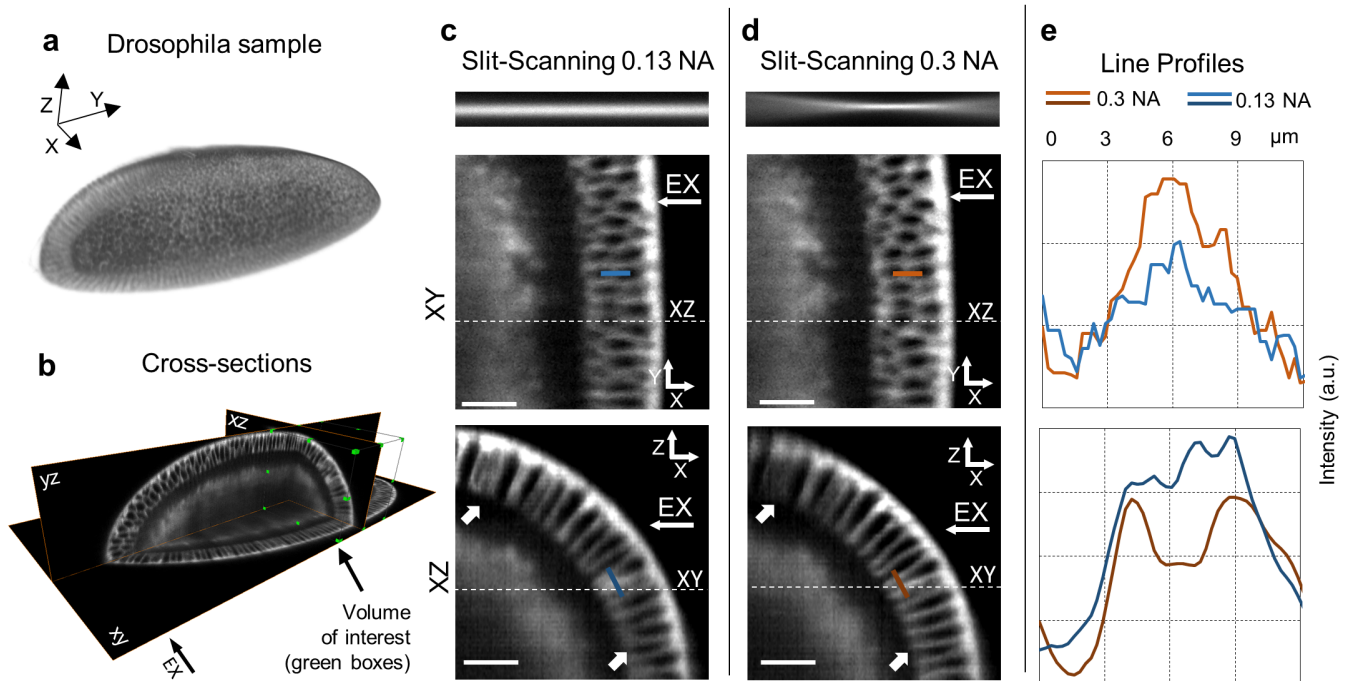 a
Drosophila sample
Z
Y
X
b
Cross-sections
xz
yz
xy
EX
Volume
of interest
(green boxes)
c
Slit-Scanning 0.13 NA
XY
EX
XZ
Y
X
XZ
Z
X
EX
XY
d
Slit-Scanning 0.3 NA
EX
XZ
Y
X
Z
X
EX
XY
e
Line Profiles
0.3 NA
0.13 NA
0 3 6 9 µm
Intensity (a.u.)